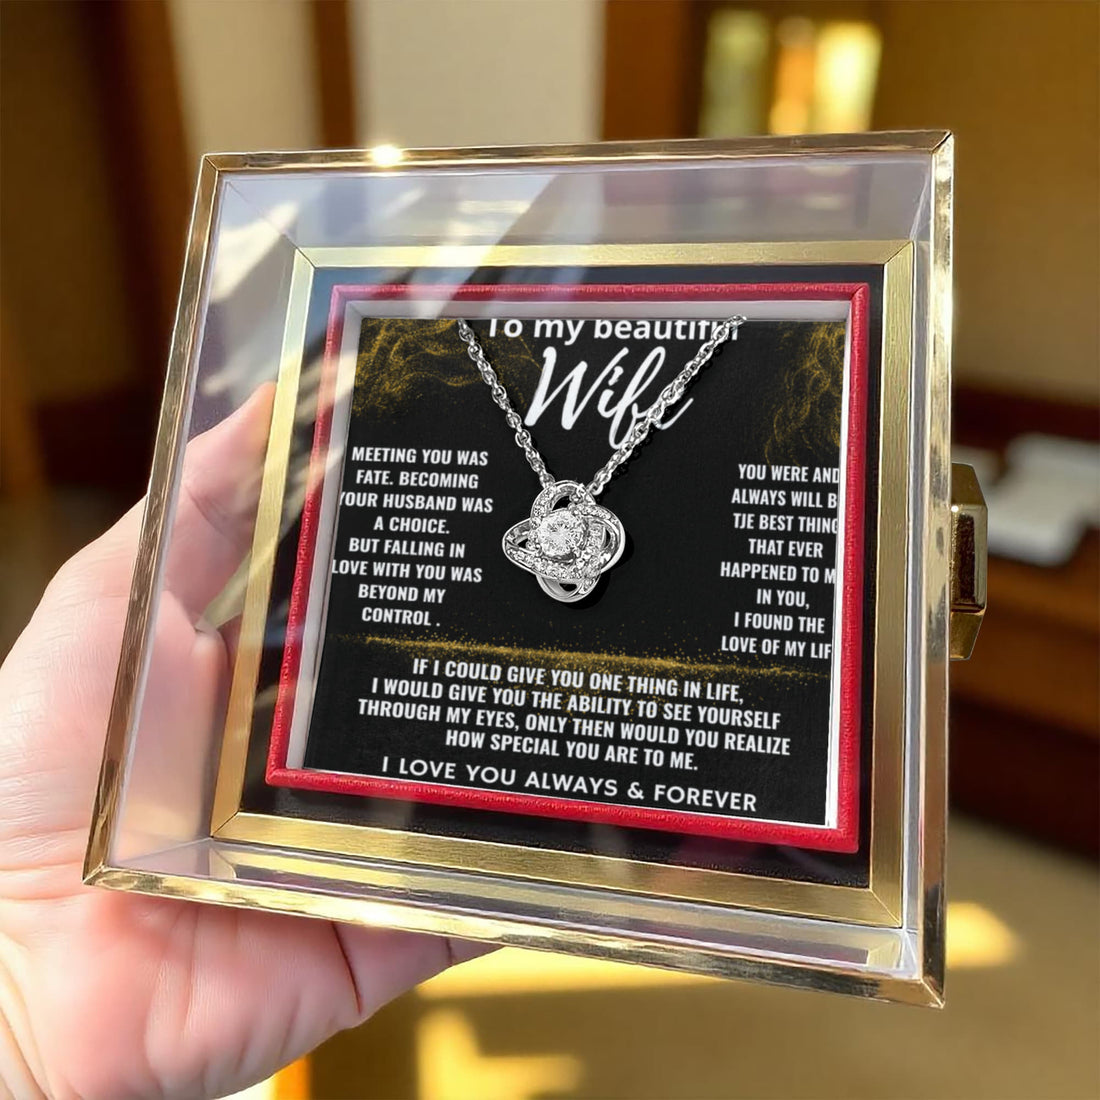 To my beautiful
Wife
MEETING YOU WAS
FATE. BECOMING
YOUR HUSBAND WAS
A CHOICE.
BUT FALLING IN
LOVE WITH YOU WAS
BEYOND MY
CONTROL .
YOU WERE AND
ALWAYS WILL B
TJE BEST THING
THAT EVER
HAPPENED TO M
IN YOU,
I FOUND THE
LOVE OF MY LIF
IF I COULD GIVE YOU ONE THING IN LIFE,
I WOULD GIVE YOU THE ABILITY TO SEE YOURSELF
THROUGH MY EYES, ONLY THEN WOULD YOU REALIZE
HOW SPECIAL YOU ARE TO ME.
I LOVE YOU ALWAYS & FOREVER